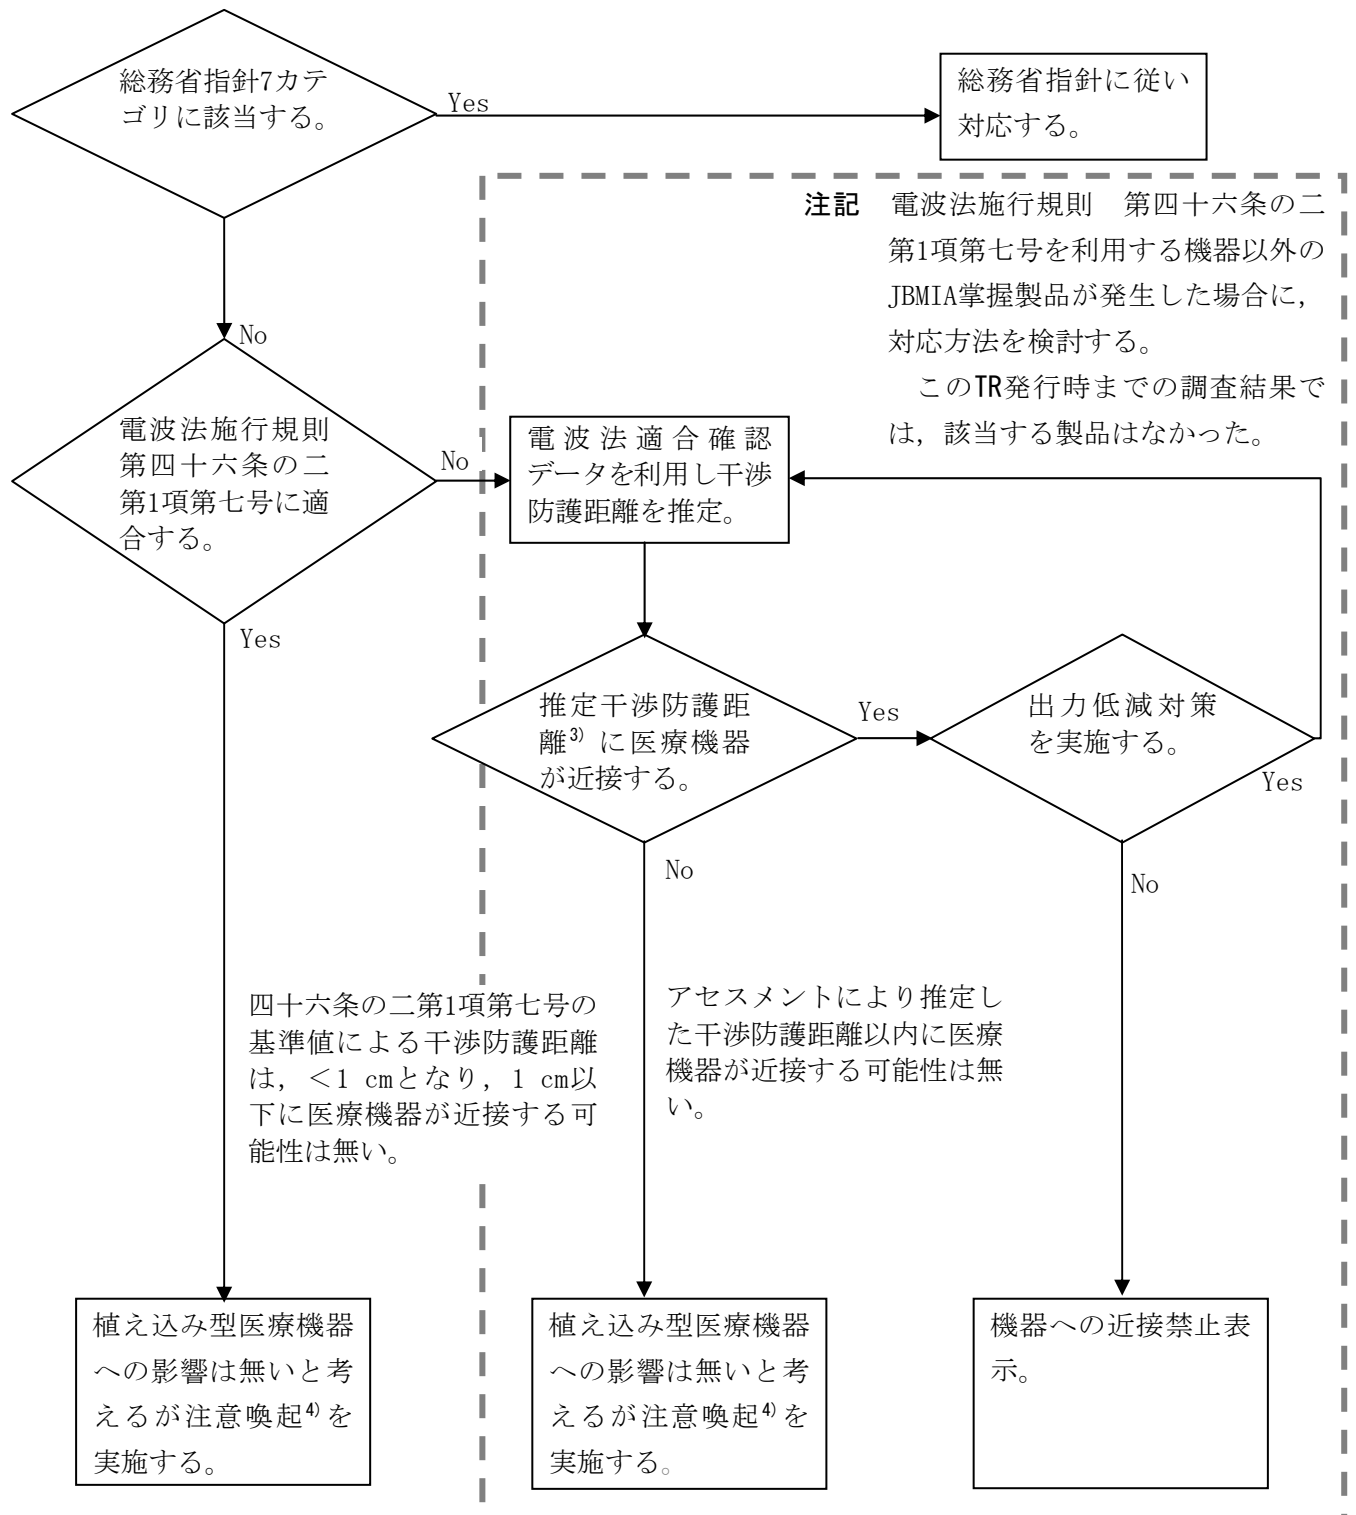 総務省指針7カテ
ゴリに該当する。
Yes
総務省指針に従い
対応する。
注記　電波法施行規則　第四十六条の二
第1項第七号を利用する機器以外の
JBMIA掌握製品が発生した場合に，
対応方法を検討する。
このTR発行時までの調査結果で
は，該当する製品はなかった。
No
電波法施行規則
第四十六条の二
第1項第七号に適
合する。
No
電波法適合確認
データを利用し干渉
防護距離を推定。
Yes
推定干渉防護距
離3) に医療機器
が近接する。
Yes
出力低減対策
を実施する。
Yes
No
No
四十六条の二第1項第七号の
基準値による干渉防護距離
は，＜1 cmとなり，1 cm以
下に医療機器が近接する可
能性は無い。
アセスメントにより推定し
た干渉防護距離以内に医療
機器が近接する可能性は無
い。
植え込み型医療機器
への影響は無いと考
えるが注意喚起4)を
実施する。
植え込み型医療機器
への影響は無いと考
えるが注意喚起4)を
実施する。
機器への近接禁止表
示。